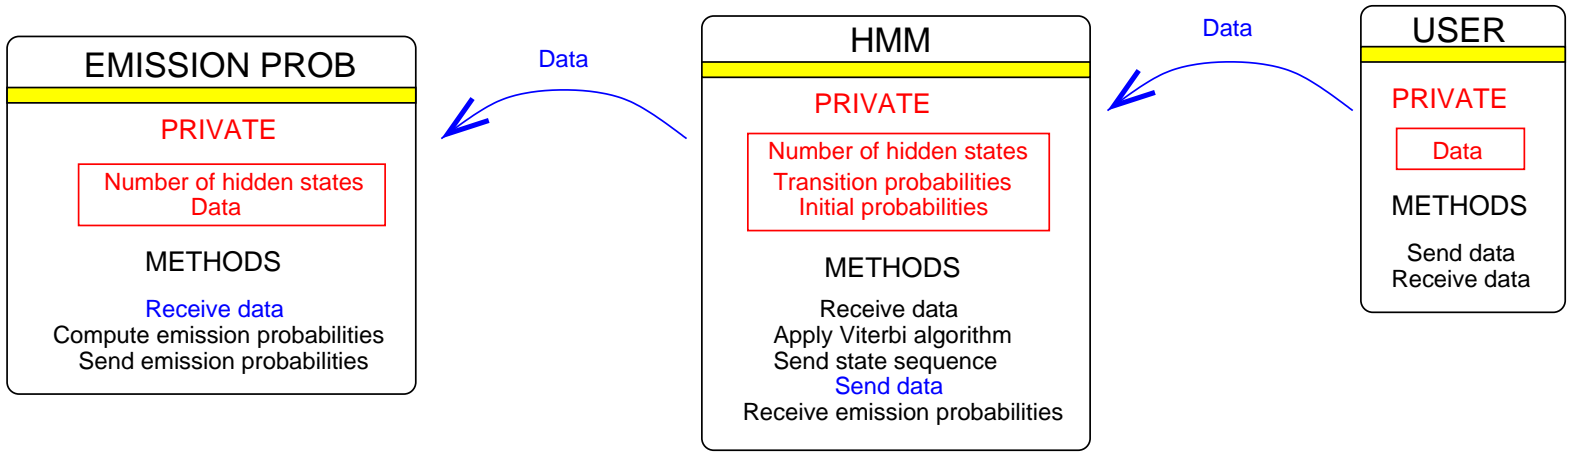 EMISSION PROB
PRIVATE
Number of hidden states
Data
METHODS
Receive data
Compute emission probabilities
Send emission probabilities
Data
HMM
PRIVATE
Number of hidden states
Transition probabilities
Initial probabilities
METHODS
Receive data
Apply Viterbi algorithm
Send state sequence
Send data
Receive emission probabilities
Data
USER
PRIVATE
Data
METHODS
Send data
Receive data